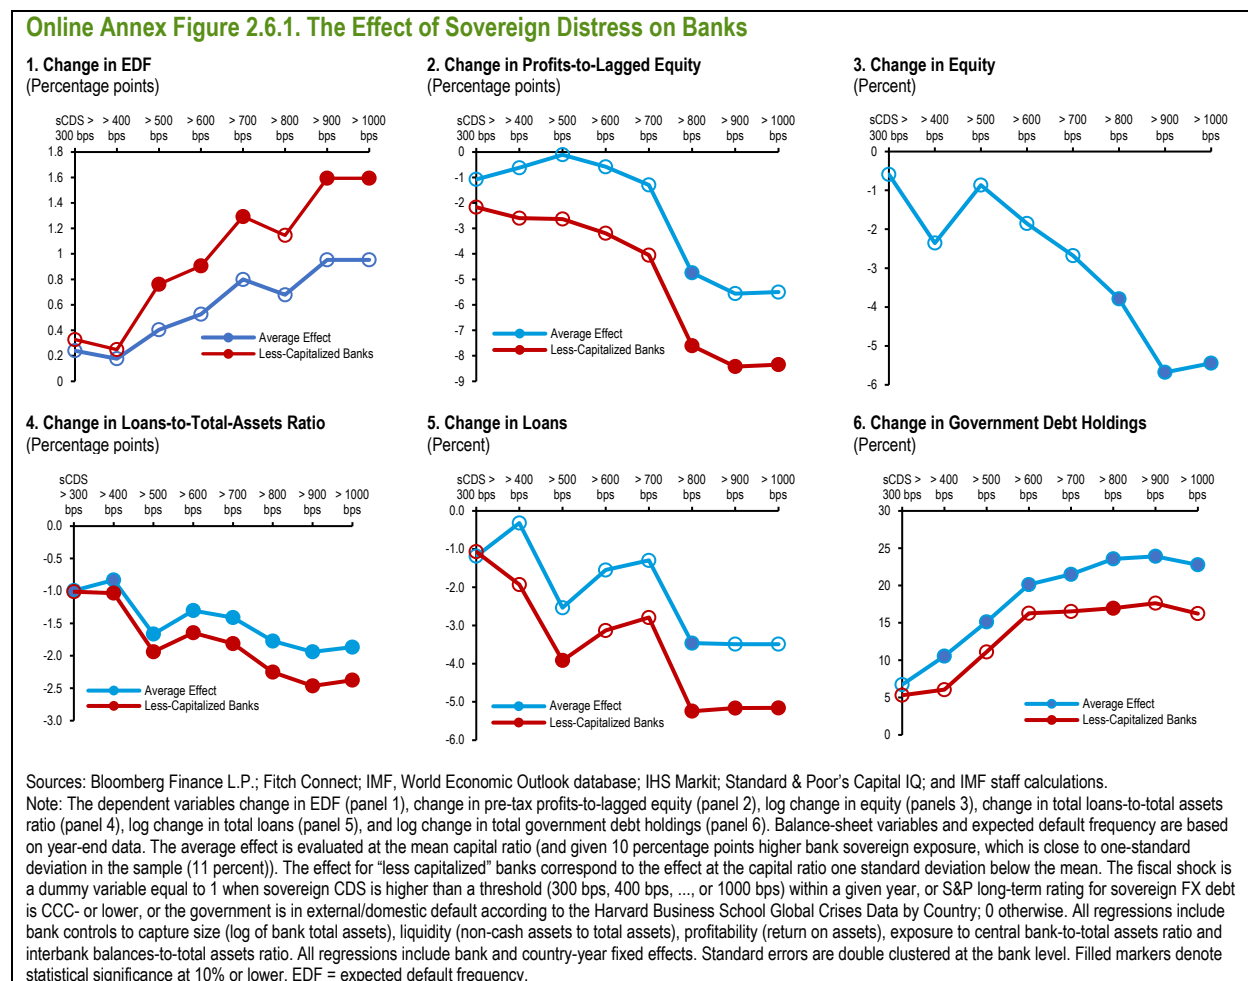 Online Annex Figure 2.6.1. The Effect of Sovereign Distress on Banks
1. Change in EDF
(Percentage points)
sCDS > 300 bps
> 400 bps
> 500 bps
> 600 bps
> 700 bps
> 800 bps
> 900 bps
> 1000 bps
1.8
1.6
1.4
1.2
1
0.8
0.6
0.4
0.2
0
Average Effect
Less-Capitalized Banks
2. Change in Profits-to-Lagged Equity
(Percentage points)
sCDS > 300 bps
> 400 bps
> 500 bps
> 600 bps
> 700 bps
> 800 bps
> 900 bps
> 1000 bps
0
-1
-2
-3
-4
-5
-6
-7
-8
-9
Average Effect
Less-Capitalized Banks
3. Change in Equity
(Percent)
sCDS > 300 bps
> 400 bps
> 500 bps
> 600 bps
> 700 bps
> 800 bps
> 900 bps
> 1000 bps
0
-1
-2
-3
-4
-5
-6
4. Change in Loans-to-Total-Assets Ratio
(Percentage points)
sCDS > 300 bps
> 400 bps
> 500 bps
> 600 bps
> 700 bps
> 800 bps
> 900 bps
> 1000 bps
0.0
-0.5
-1.0
-1.5
-2.0
-2.5
-3.0
Average Effect
Less-Capitalized Banks
5. Change in Loans
(Percent)
sCDS > 300 bps
> 400 bps
> 500 bps
> 600 bps
> 700 bps
> 800 bps
> 900 bps
> 1000 bps
0.0
-1.0
-2.0
-3.0
-4.0
-5.0
-6.0
Average Effect
Less-Capitalized Banks
6. Change in Government Debt Holdings
(Percent)
sCDS > 300 bps
> 400 bps
> 500 bps
> 600 bps
> 700 bps
> 800 bps
> 900 bps
> 1000 bps
30
25
20
15
10
5
0
Average Effect
Less-Capitalized Banks
Sources: Bloomberg Finance L.P.; Fitch Connect; IMF, World Economic Outlook database; IHS Markit; Standard & Poor's Capital IQ; and IMF staff calculations.
Note: The dependent variables change in EDF (panel 1), change in pre-tax profits-to-lagged equity (panel 2), log change in equity (panels 3), change in total loans-to-total assets
ratio (panel 4), log change in total loans (panel 5), and log change in total government debt holdings (panel 6). Balance-sheet variables and expected default frequency are based
on year-end data. The average effect is evaluated at the mean capital ratio (and given 10 percentage points higher bank sovereign exposure, which is close to one-standard
deviation in the sample (11 percent)). The effect for “less capitalized” banks correspond to the effect at the capital ratio one standard deviation below the mean. The fiscal shock is
a dummy variable equal to 1 when sovereign CDS is higher than a threshold (300 bps, 400 bps, ..., or 1000 bps) within a given year, or S&P long-term rating for sovereign FX debt
is CCC- or lower, or the government is in external/domestic default according to the Harvard Business School Global Crises Data by Country; 0 otherwise. All regressions include
bank controls to capture size (log of bank total assets), liquidity (non-cash assets to total assets), profitability (return on assets), exposure to central bank-to-total assets ratio and
interbank balances-to-total assets ratio. All regressions include bank and country-year fixed effects. Standard errors are double clustered at the bank level. Filled markers denote
statistical significance at 10% or lower. EDF = expected default frequency.